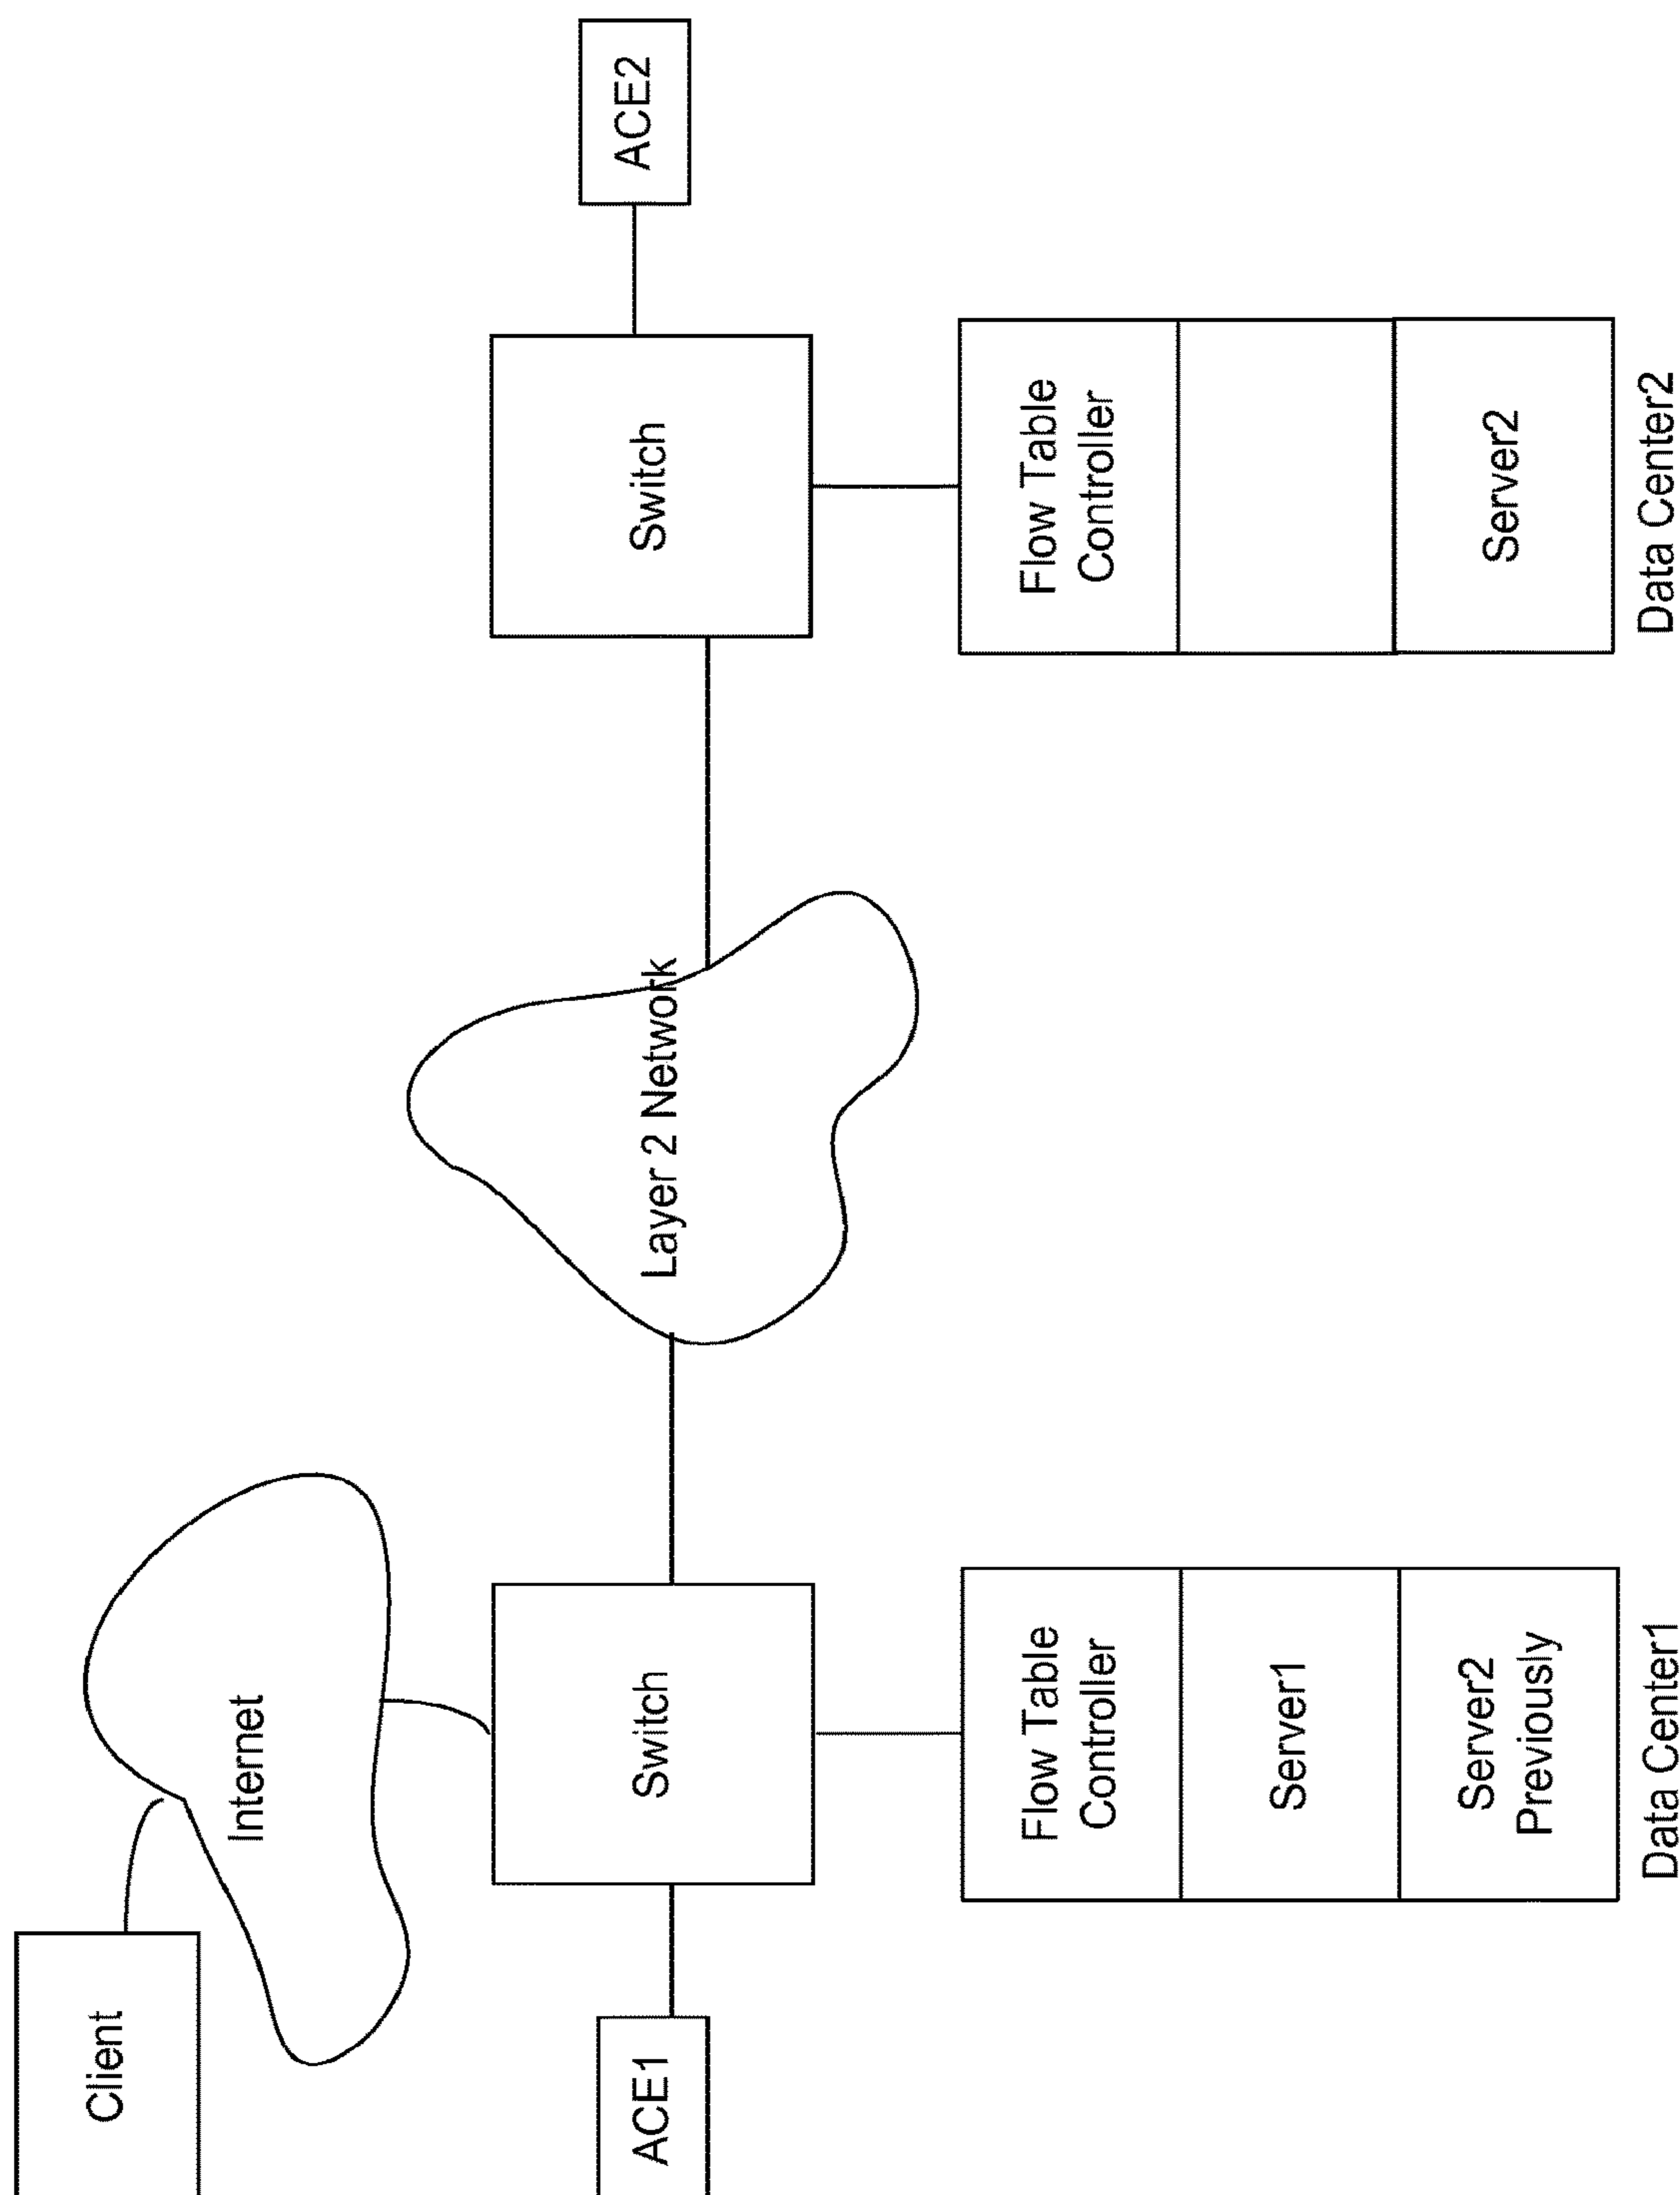 Client
Internet
ACE1
Switch
Layer 2 Network
Switch
ACE2
Flow Table
Controller
Server1
Server2
Previously
Data Center1
Flow Table
Controller
Server2
Data Center2